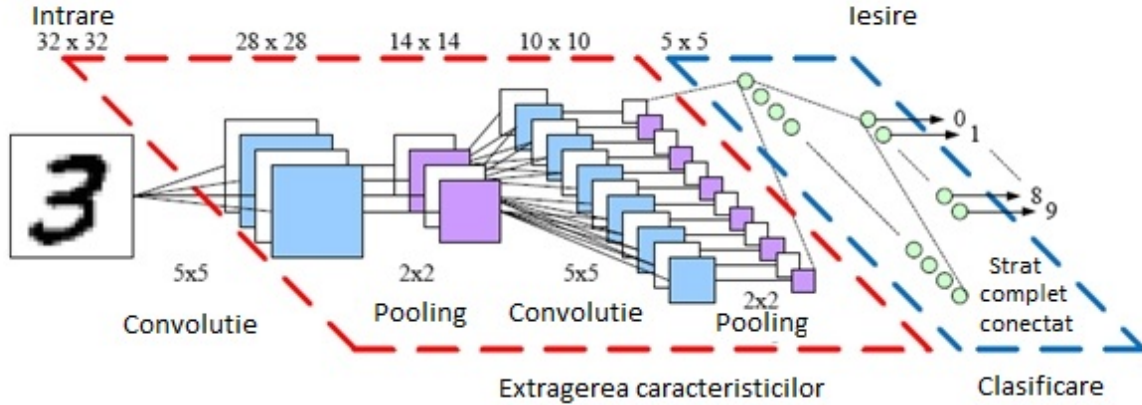 Intrare
Iesire
32 x 32
28 x 28
14 x 14
10 x 10
5 x 5
3
0
1
8
9
5x5
2x2
5x5
2x2
Convolutie
Pooling
Convolutie
Pooling
Strat
complet
conectat
Extragerea caracteristicilor
Clasificare